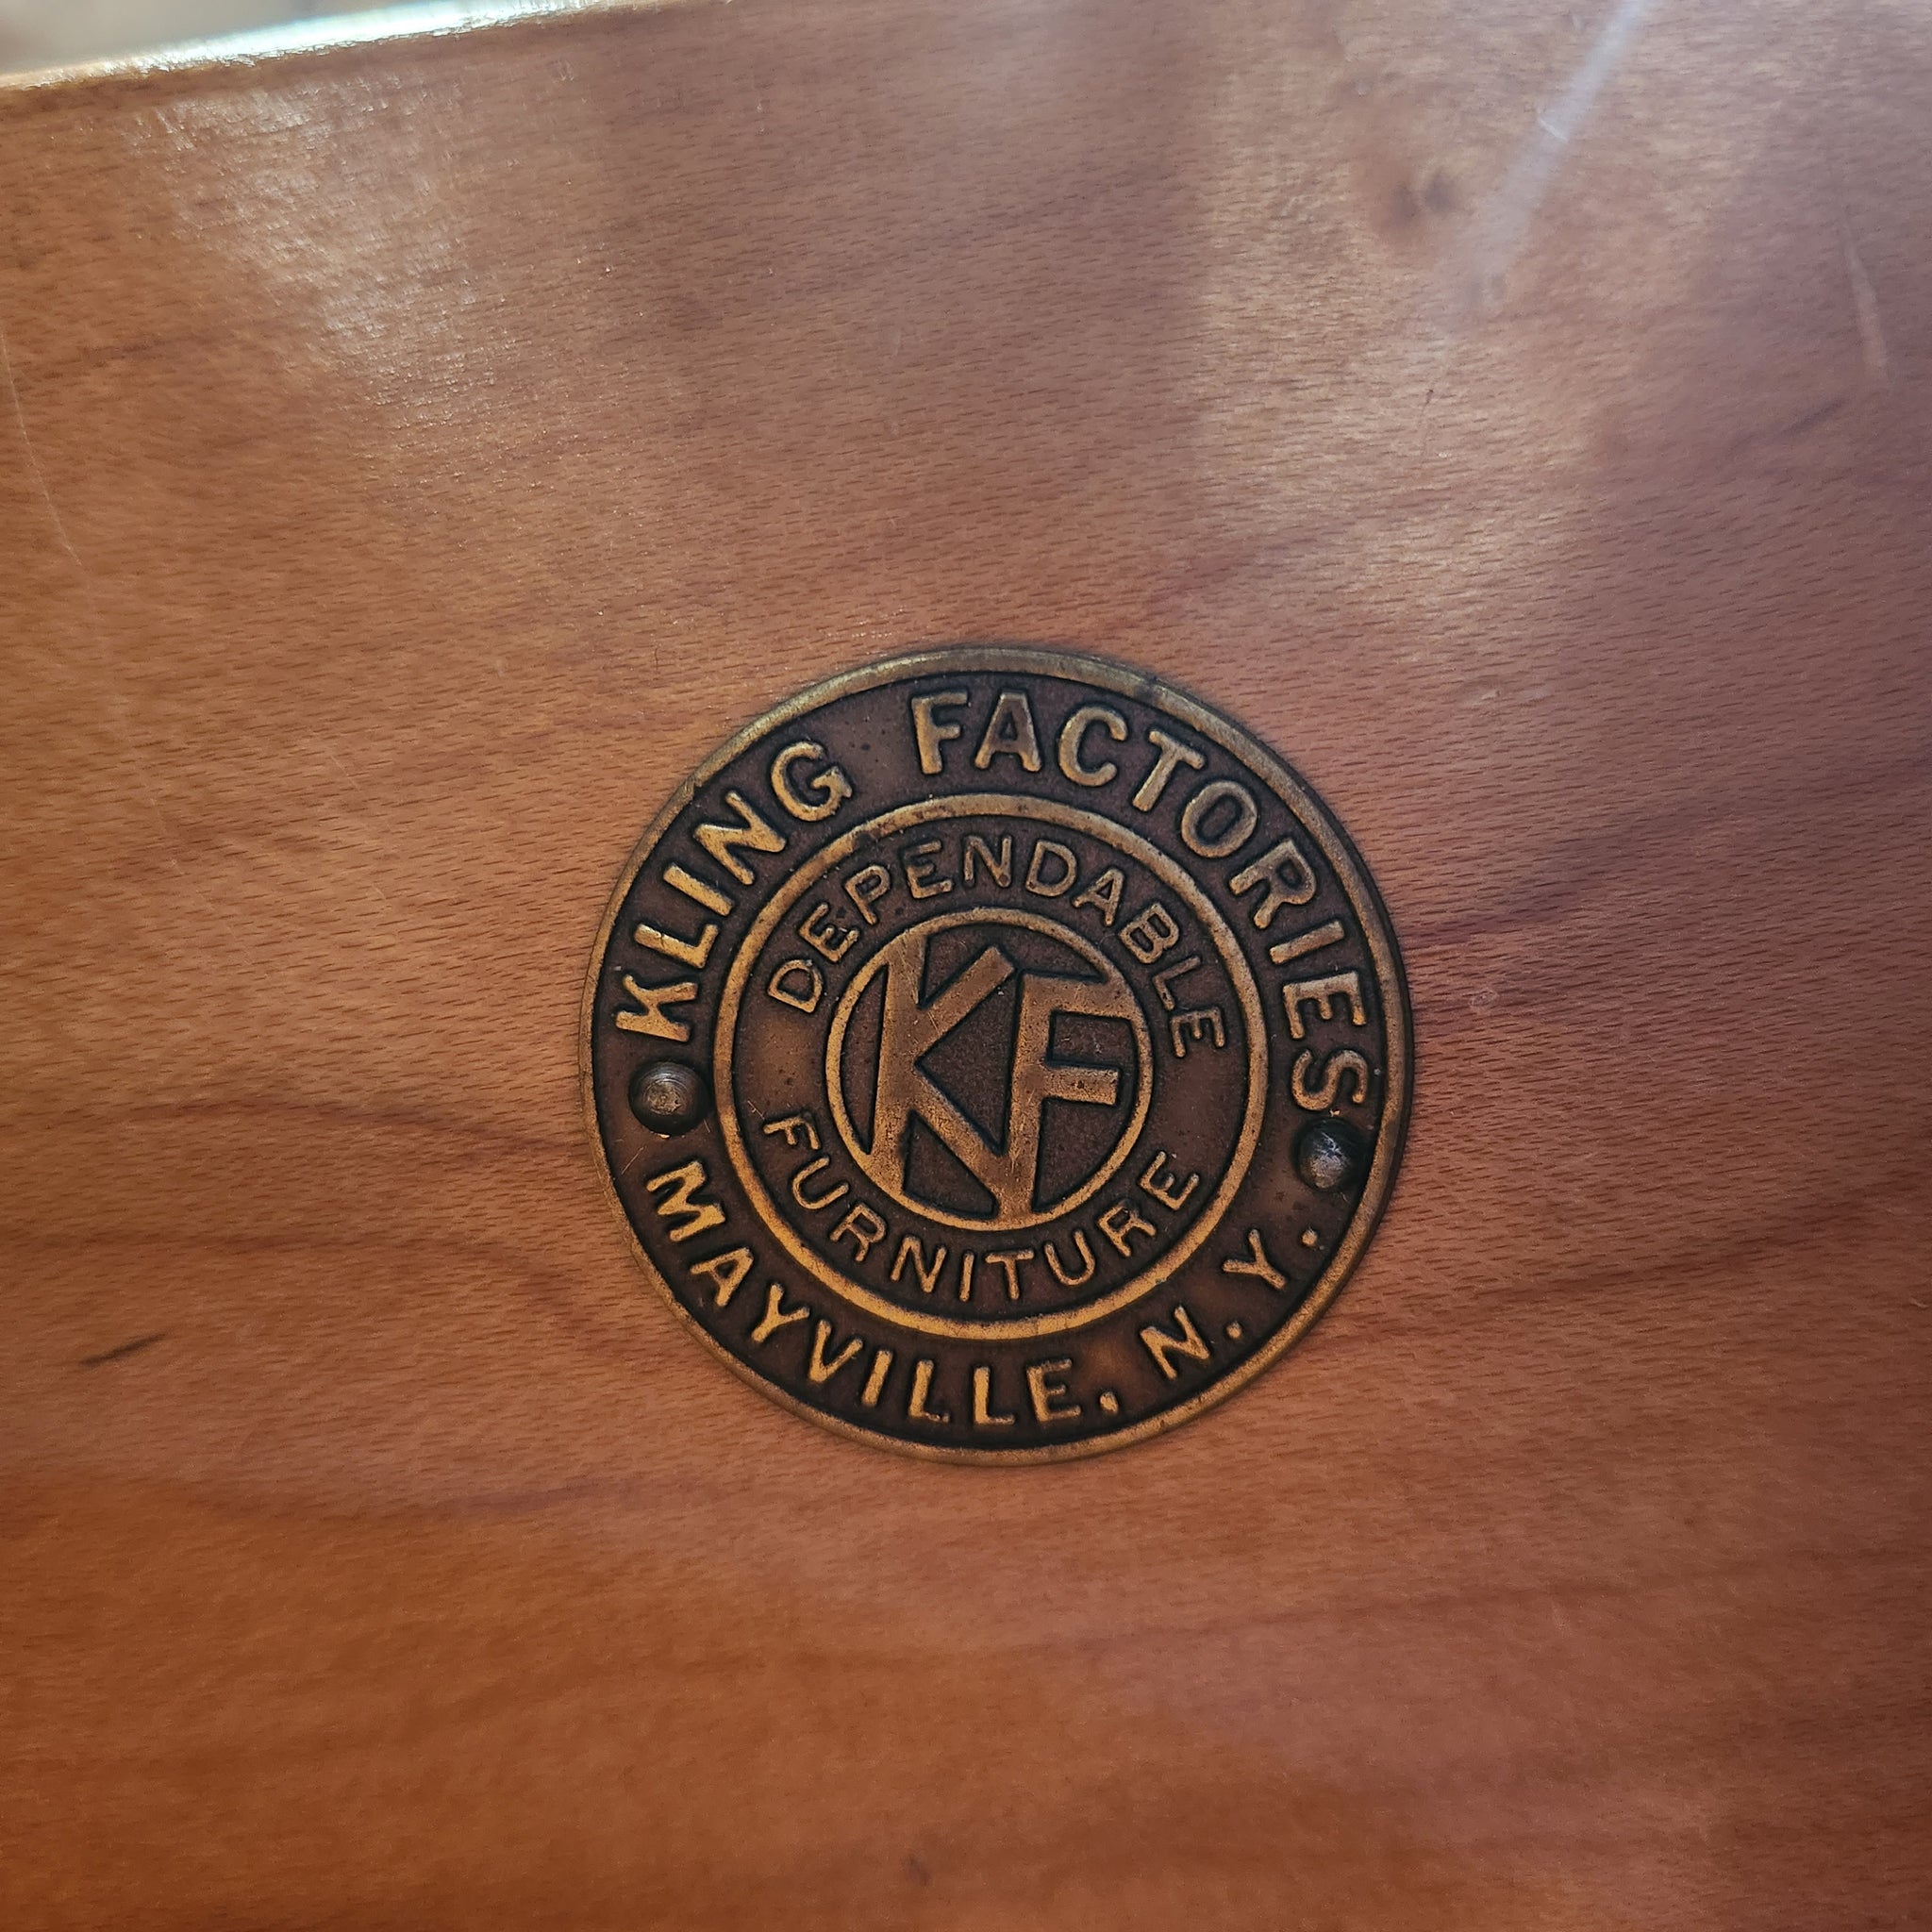 KLING FACTORIES
DEPENDABLE
KF
FURNITURE
MAYVILLE, N.Y.